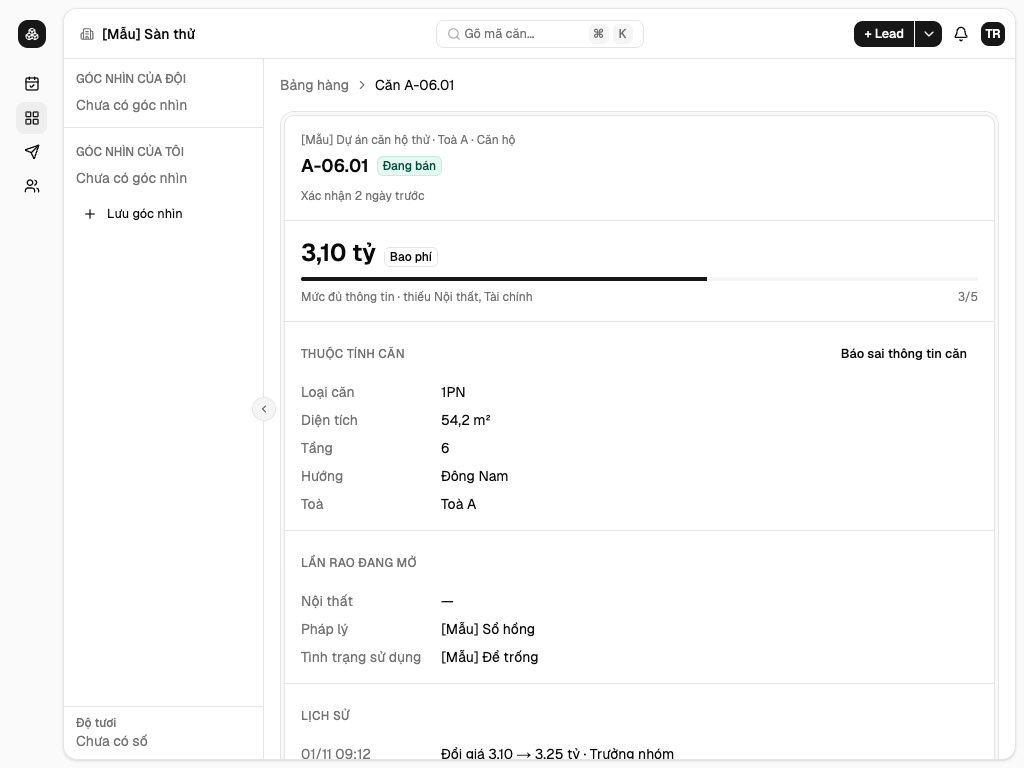 [Mẫu] Sàn thử
Gõ mã căn... ⌘ K
+ Lead
TR
GÓC NHÌN CỦA ĐỘI
Chưa có góc nhìn
GÓC NHÌN CỦA TÔI
Chưa có góc nhìn
+ Lưu góc nhìn
Độ tươi
Chưa có số
Bảng hàng > Căn A-06.01
[Mẫu] Dự án căn hộ thử · Toà A · Căn hộ
A-06.01 Đang bán
Xác nhận 2 ngày trước
3,10 tỷ Bao phí
Mức đủ thông tin · thiếu Nội thất, Tài chính 3/5
THUỘC TÍNH CĂN Báo sai thông tin căn
Loại căn 1PN
Diện tích 54,2 m²
Tầng 6
Hướng Đông Nam
Toà Toà A
LẦN RAO ĐANG MỞ
Nội thất —
Pháp lý [Mẫu] Sổ hồng
Tình trạng sử dụng [Mẫu] Để trống
LỊCH SỬ
01/11 09:12 Đổi giá 3,10 → 3,25 tỷ · Trưởng nhóm